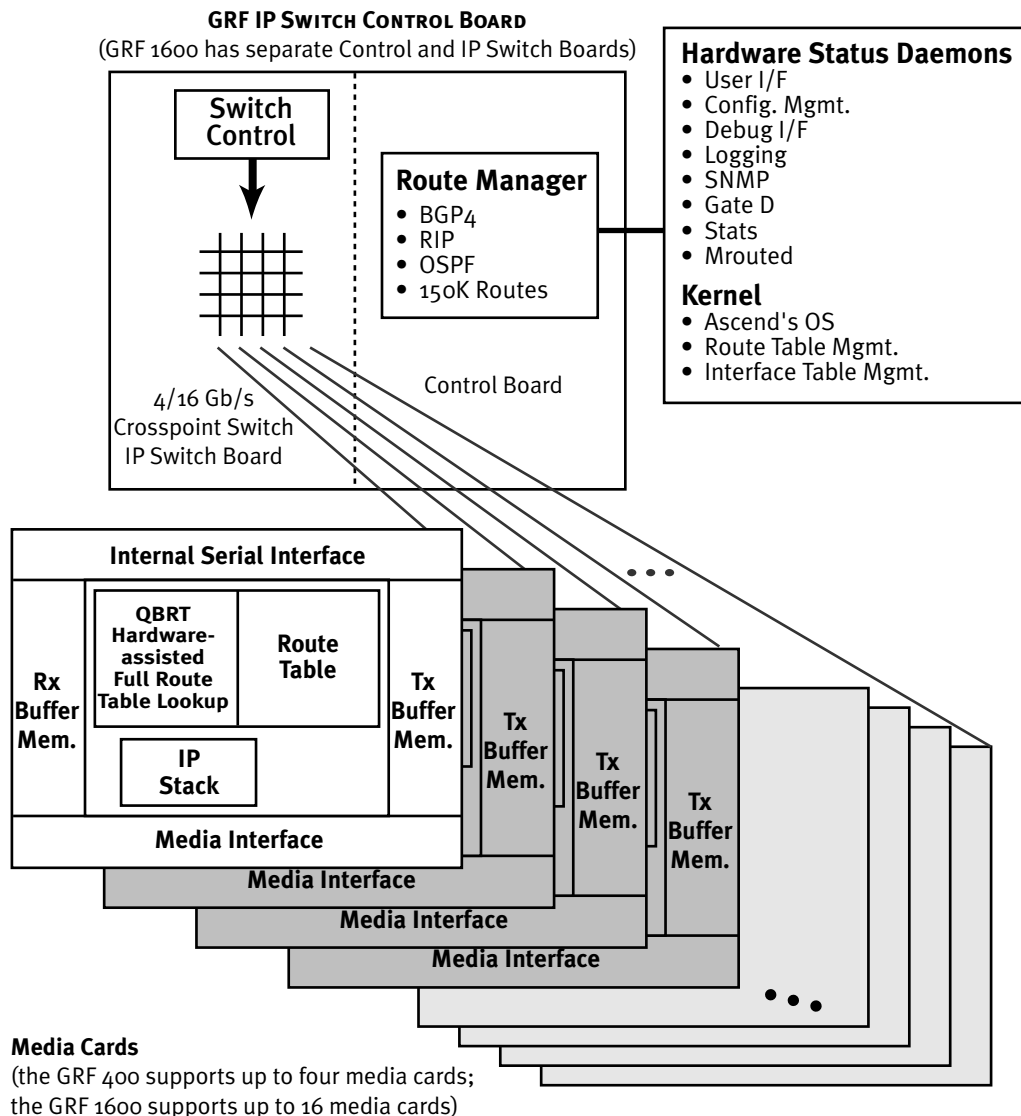 GRF IP SWITCH CONTROL BOARD
(GRF 1600 has separate Control and IP Switch Boards)
Switch
Control
Route Manager
• BGP4
• RIP
• OSPF
• 150K Routes
Hardware Status Daemons
• User I/F
• Config. Mgmt.
• Debug I/F
• Logging
• SNMP
• Gate D
• Stats
• Mrouted
Kernel
• Ascend's OS
• Route Table Mgmt.
• Interface Table Mgmt.
4/16 Gb/s
Crosspoint Switch
IP Switch Board
Control Board
Internal Serial Interface
Rx
Buffer
Mem.
QBRT
Hardware-
assisted
Full Route
Table Lookup
Route
Table
IP
Stack
Tx
Buffer
Mem.
Media Interface
Tx
Buffer
Mem.
Media Interface
Tx
Buffer
Mem.
Media Interface
Tx
Buffer
Mem.
Media Interface
Media Cards
(the GRF 400 supports up to four media cards;
the GRF 1600 supports up to 16 media cards)